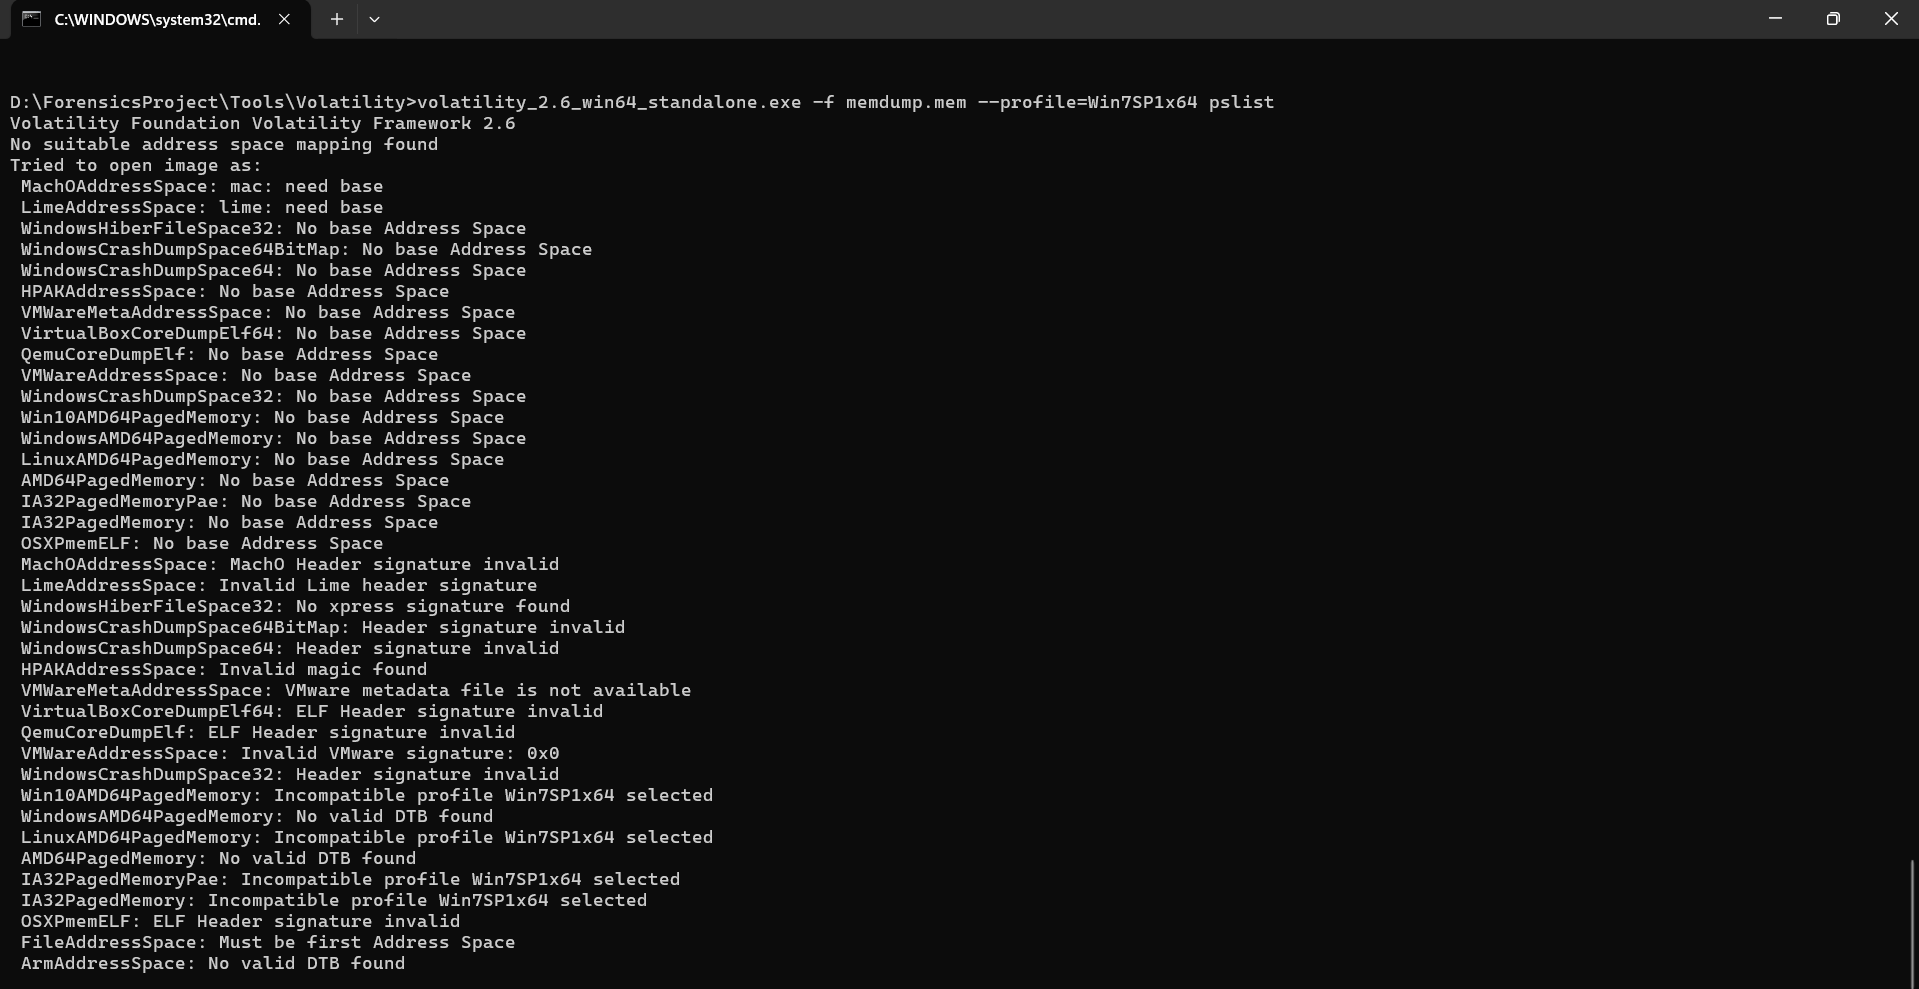 C:\WINDOWS\system32\cmd.
D:\ForensicsProject\Tools\Volatility>volatility_2.6_win64_standalone.exe -f memdump.mem --profile=Win7SP1x64 pslist
Volatility Foundation Volatility Framework 2.6
No suitable address space mapping found
Tried to open image as:
 MachOAddressSpace: mac: need base
 LimeAddressSpace: lime: need base
 WindowsHiberFileSpace32: No base Address Space
 WindowsCrashDumpSpace64BitMap: No base Address Space
 WindowsCrashDumpSpace64: No base Address Space
 HPAKAddressSpace: No base Address Space
 VMWareMetaAddressSpace: No base Address Space
 VirtualBoxCoreDumpElf64: No base Address Space
 QemuCoreDumpElf: No base Address Space
 VMWareAddressSpace: No base Address Space
 WindowsCrashDumpSpace32: No base Address Space
 Win10AMD64PagedMemory: No base Address Space
 WindowsAMD64PagedMemory: No base Address Space
 LinuxAMD64PagedMemory: No base Address Space
 AMD64PagedMemory: No base Address Space
 IA32PagedMemoryPae: No base Address Space
 IA32PagedMemory: No base Address Space
 OSXPmemELF: No base Address Space
 MachOAddressSpace: MachO Header signature invalid
 LimeAddressSpace: Invalid Lime header signature
 WindowsHiberFileSpace32: No xpress signature found
 WindowsCrashDumpSpace64BitMap: Header signature invalid
 WindowsCrashDumpSpace64: Header signature invalid
 HPAKAddressSpace: Invalid magic found
 VMWareMetaAddressSpace: VMware metadata file is not available
 VirtualBoxCoreDumpElf64: ELF Header signature invalid
 QemuCoreDumpElf: ELF Header signature invalid
 VMWareAddressSpace: Invalid VMware signature: 0x0
 WindowsCrashDumpSpace32: Header signature invalid
 Win10AMD64PagedMemory: Incompatible profile Win7SP1x64 selected
 WindowsAMD64PagedMemory: No valid DTB found
 LinuxAMD64PagedMemory: Incompatible profile Win7SP1x64 selected
 AMD64PagedMemory: No valid DTB found
 IA32PagedMemoryPae: Incompatible profile Win7SP1x64 selected
 IA32PagedMemory: Incompatible profile Win7SP1x64 selected
 OSXPmemELF: ELF Header signature invalid
 FileAddressSpace: Must be first Address Space
 ArmAddressSpace: No valid DTB found